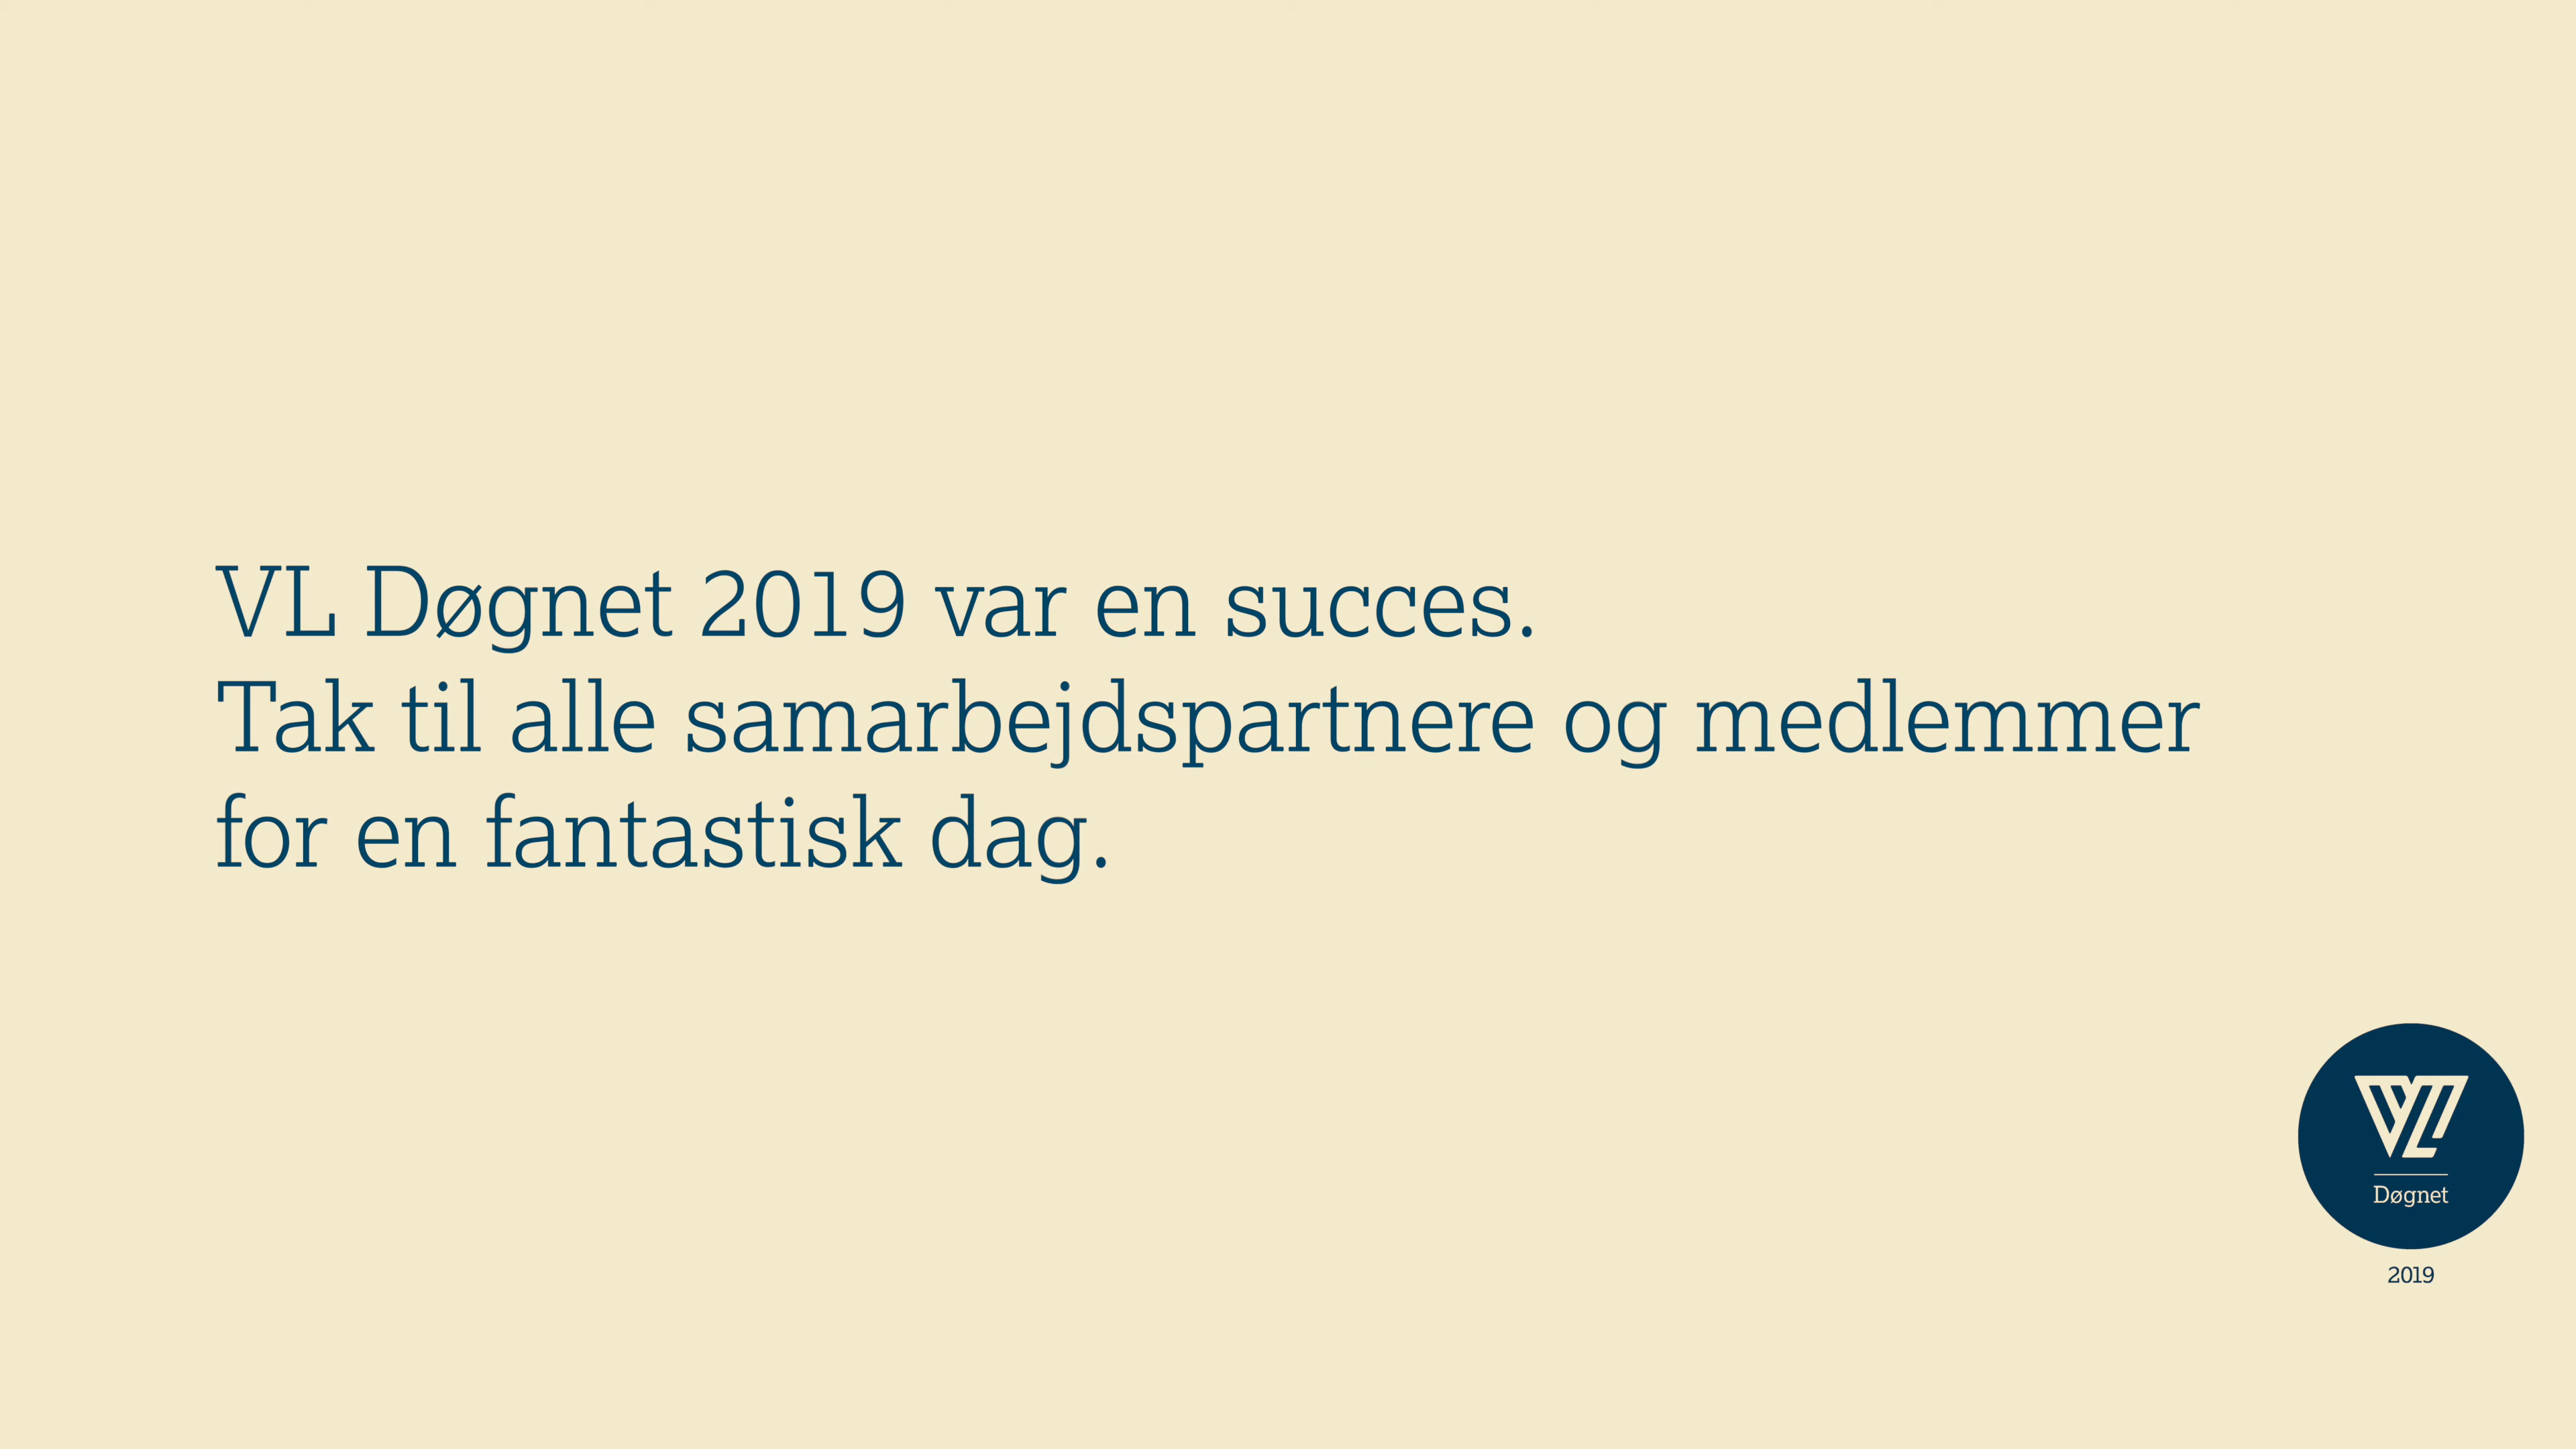 VL Døgnet 2019 var en succes.
Tak til alle samarbejdspartnere og medlemmer
for en fantastisk dag.
VL
Døgnet
2019